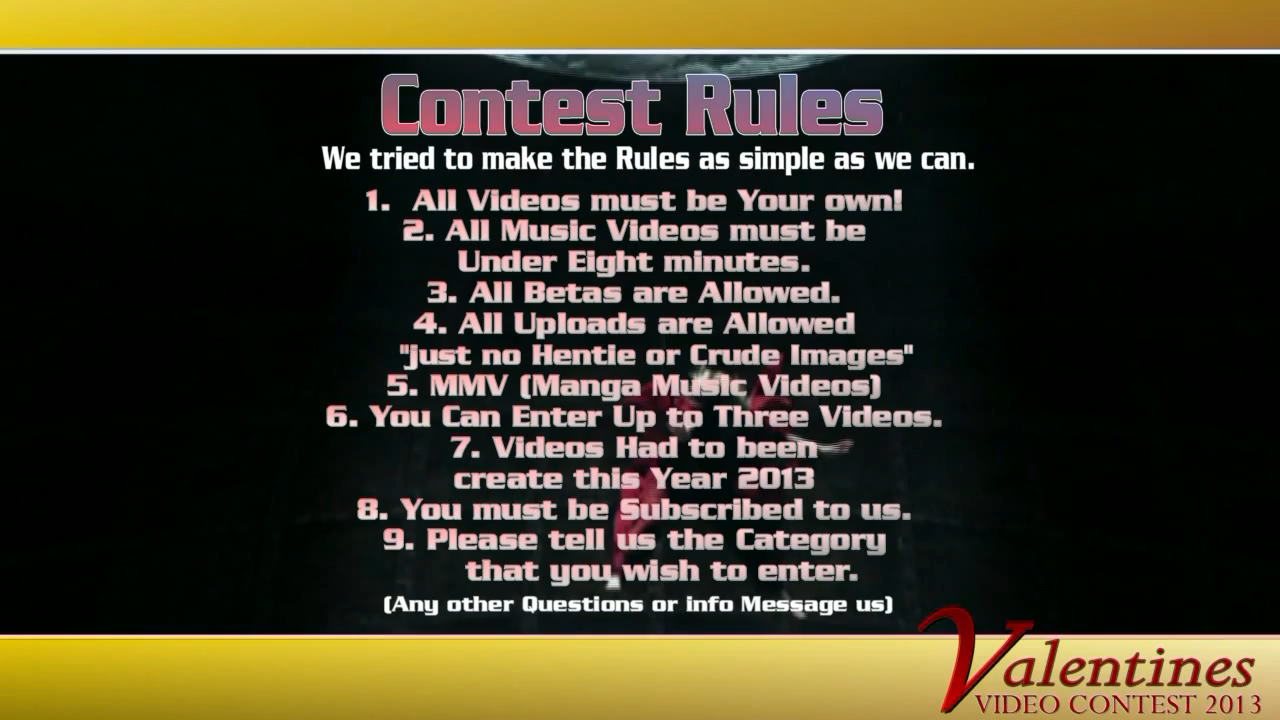 Contest Rules
We tried to make the Rules as simple as we can.
1. All Videos must be Your own!
2. All Music Videos must be
Under Eight minutes.
3. All Betas are Allowed.
4. All Uploads are Allowed
"just no Hentie or Crude Images"
5. MMV (Manga Music Videos)
6. You Can Enter Up to Three Videos.
7. Videos Had to been
create this Year 2013
8. You must be Subscribed to us.
9. Please tell us the Category
that you wish to enter.
(Any other Questions or info Message us)
Valentines
VIDEO CONTEST 2013